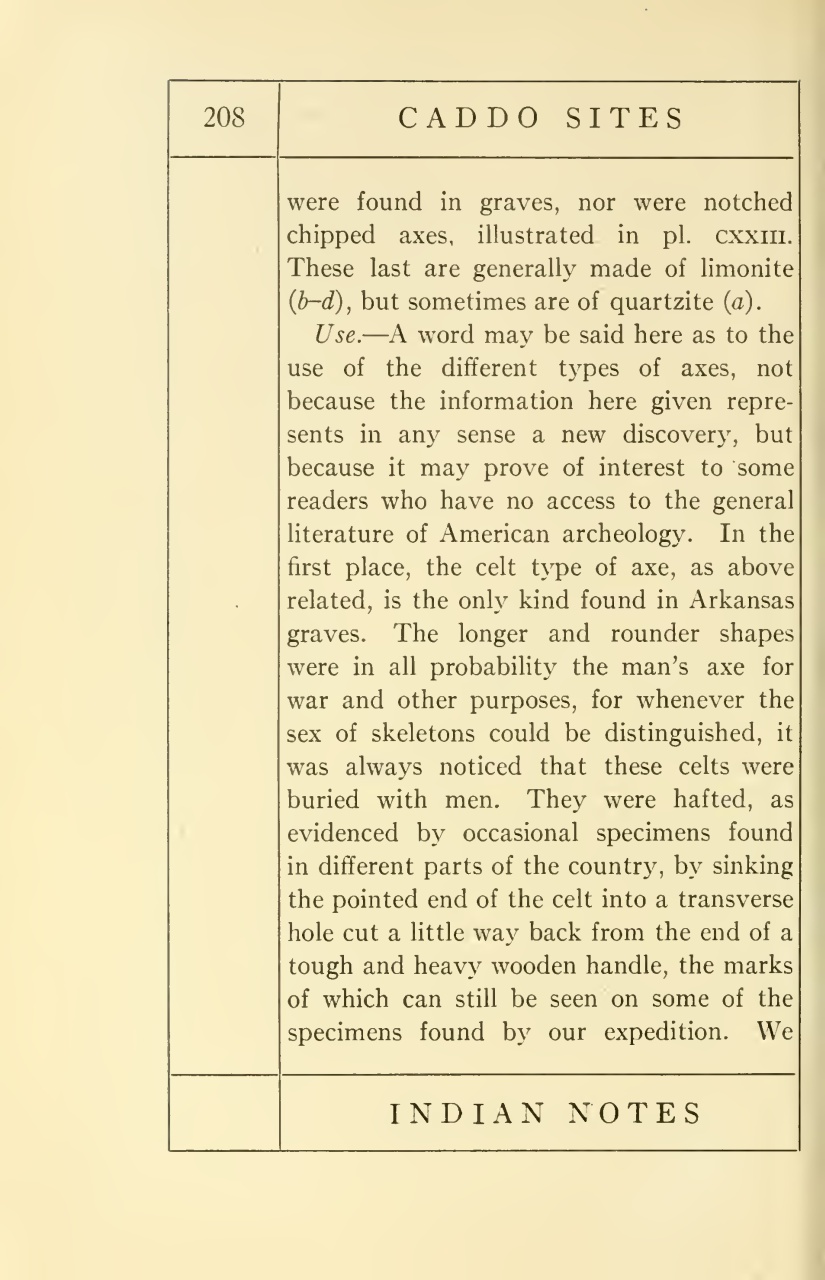 208
CADDO SITES
were found in graves, nor were notched
chipped axes, illustrated in pl. CXXIII.
These last are generally made of limonite
(b–d), but sometimes are of quartzite (a).
Use.—A word may be said here as to the
use of the different types of axes, not
because the information here given repre-
sents in any sense a new discovery, but
because it may prove of interest to some
readers who have no access to the general
literature of American archeology. In the
first place, the celt type of axe, as above
related, is the only kind found in Arkansas
graves. The longer and rounder shapes
were in all probability the man's axe for
war and other purposes, for whenever the
sex of skeletons could be distinguished, it
was always noticed that these celts were
buried with men. They were hafted, as
evidenced by occasional specimens found
in different parts of the country, by sinking
the pointed end of the celt into a transverse
hole cut a little way back from the end of a
tough and heavy wooden handle, the marks
of which can still be seen on some of the
specimens found by our expedition. We
INDIAN NOTES